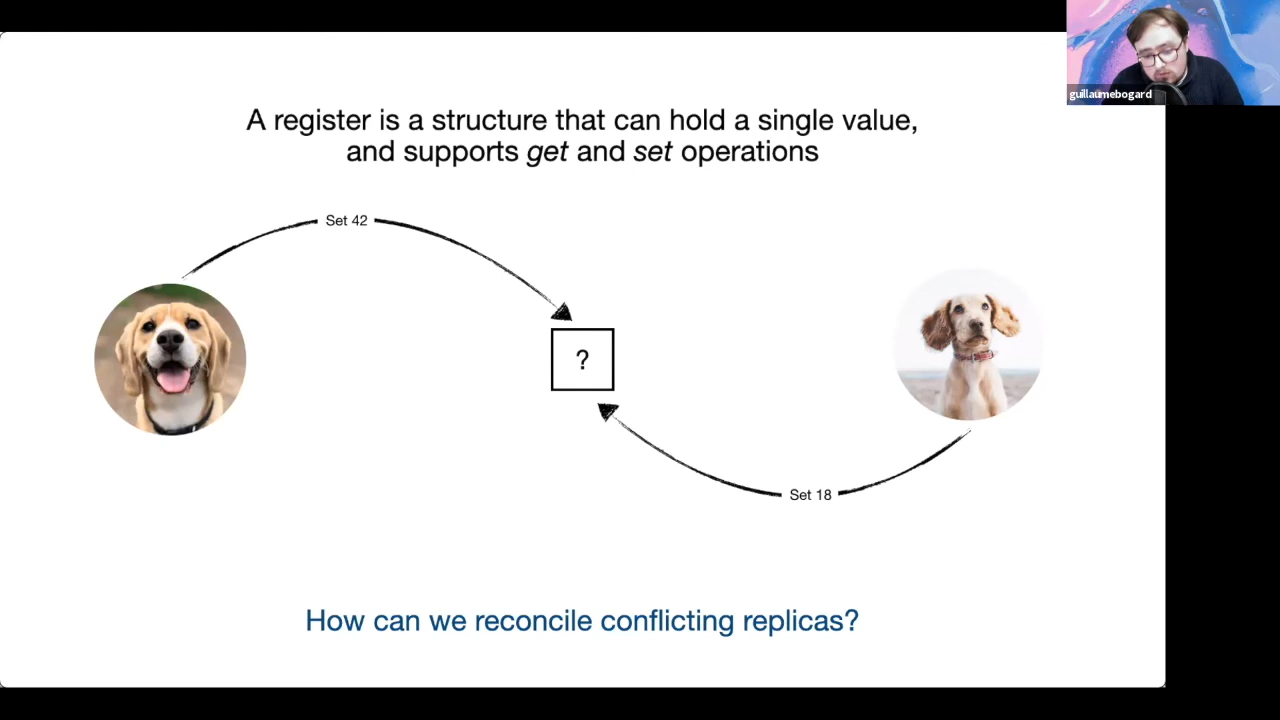 guillaumebogard
A register is a structure that can hold a single value,
and supports get and set operations
Set 42
?
Set 18
How can we reconcile conflicting replicas?